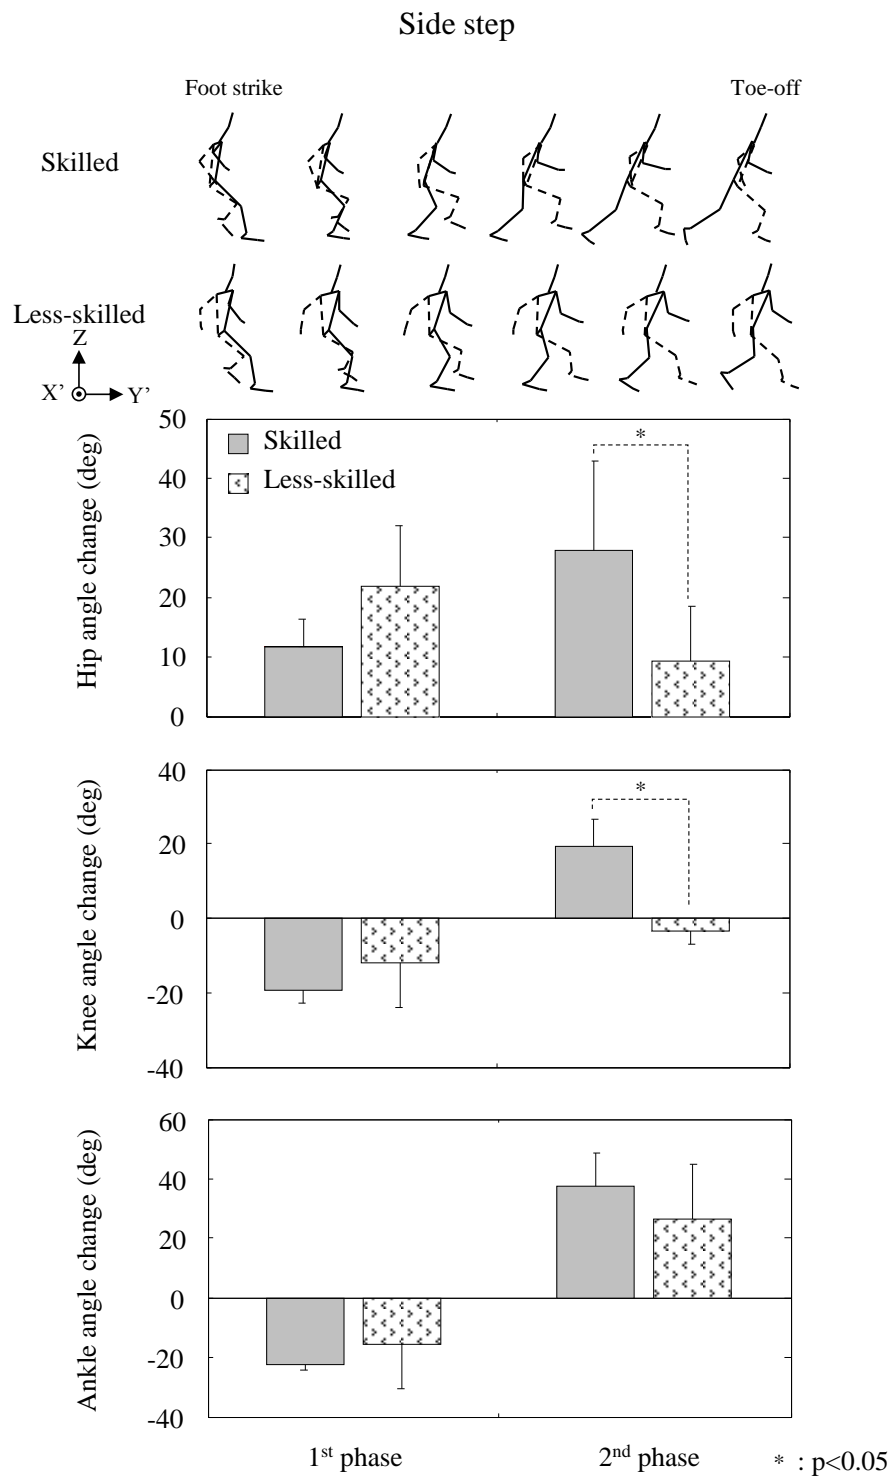 Side step
Foot strike
Toe-off
Skilled
Less-skilled
Z
X'
Y'
Hip angle change (deg)
50
40
30
20
10
0
Skilled
Less-skilled
*
Knee angle change (deg)
40
20
0
-20
-40
*
Ankle angle change (deg)
60
40
20
0
-20
-40
1st phase
2nd phase
* : p<0.05